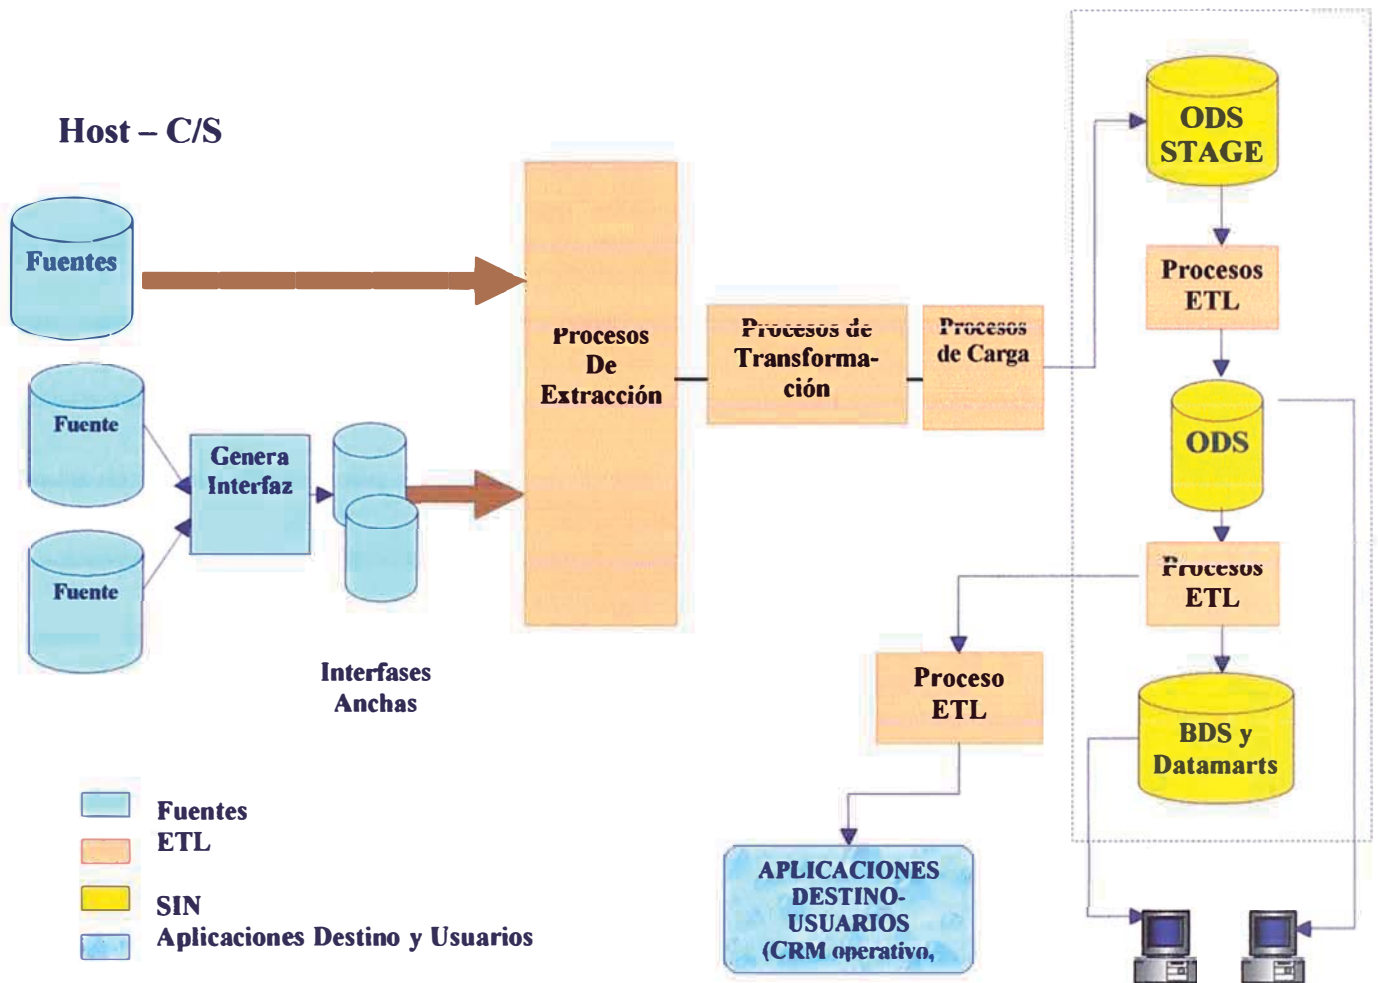 Host – C/S
Fuentes
Fuente
Fuente
Genera
Interfaz
Interfases
Anchas
Procesos
De
Extracción
Procesos de
Transforma-
ción
Procesos
de Carga
ODS
STAGE
Procesos
ETL
ODS
Procesos
ETL
BDS y
Datamarts
Proceso
ETL
APLICACIONES
DESTINO-
USUARIOS
(CRM operativo,
Fuentes
ETL
SIN
Aplicaciones Destino y Usuarios